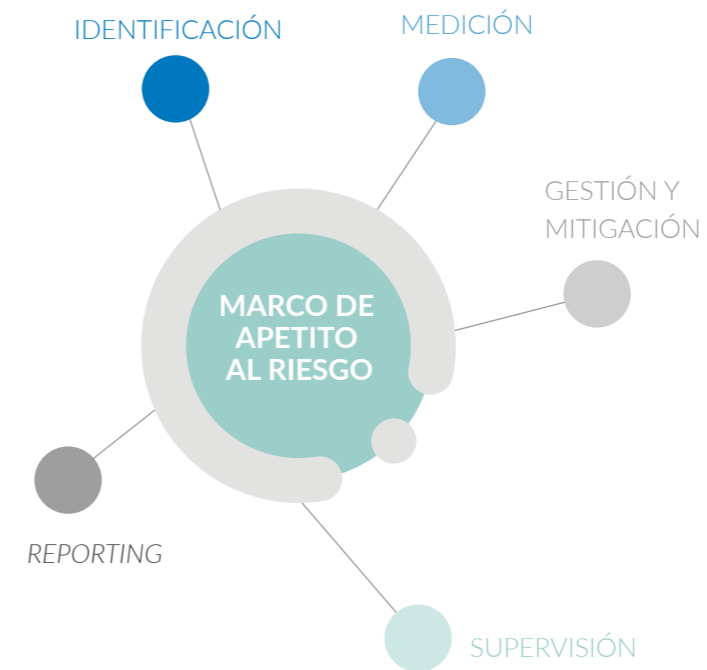 IDENTIFICACIÓN
MEDICIÓN
GESTIÓN Y
MITIGACIÓN
MARCO DE
APETITO
AL RIESGO
REPORTING
SUPERVISIÓN